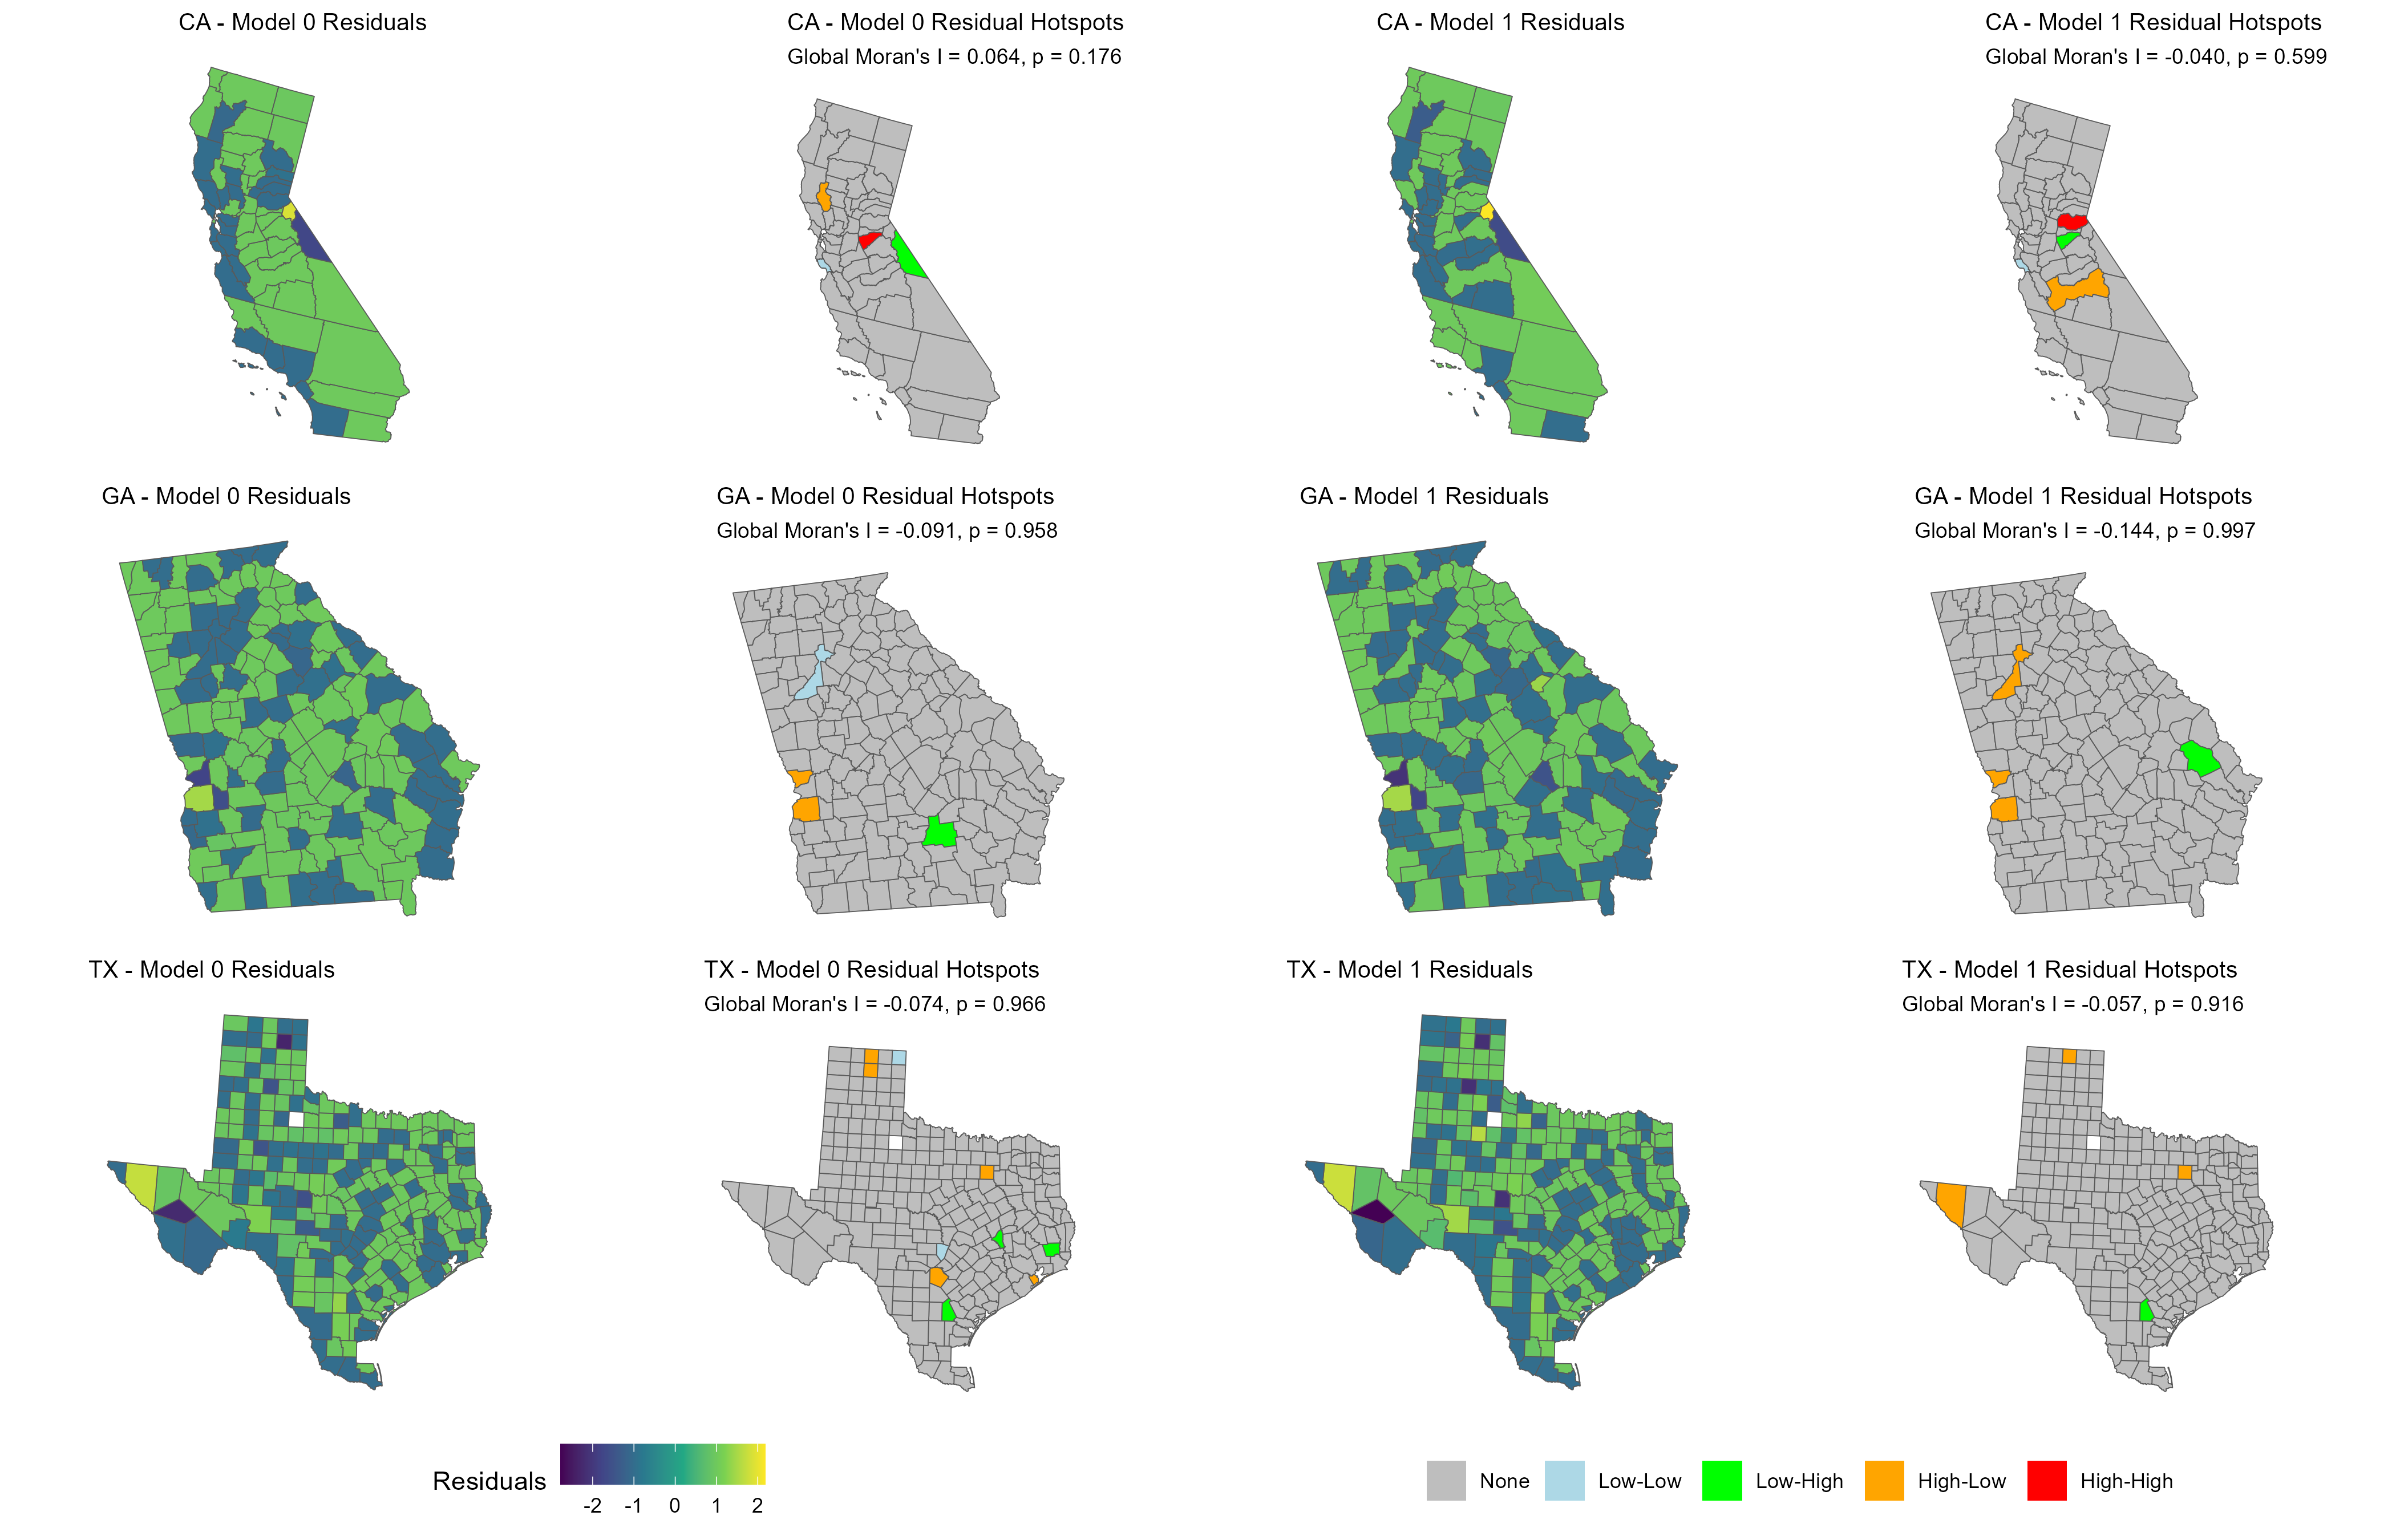 CA - Model 0 Residuals
CA - Model 0 Residual Hotspots
Global Moran's I = 0.064, p = 0.176
CA - Model 1 Residuals
CA - Model 1 Residual Hotspots
Global Moran's I = -0.040, p = 0.599
GA - Model 0 Residuals
GA - Model 0 Residual Hotspots
Global Moran's I = -0.091, p = 0.958
GA - Model 1 Residuals
GA - Model 1 Residual Hotspots
Global Moran's I = -0.144, p = 0.997
TX - Model 0 Residuals
TX - Model 0 Residual Hotspots
Global Moran's I = -0.074, p = 0.966
TX - Model 1 Residuals
TX - Model 1 Residual Hotspots
Global Moran's I = -0.057, p = 0.916
Residuals
-2 -1 0 1 2
None Low-Low Low-High High-Low High-High